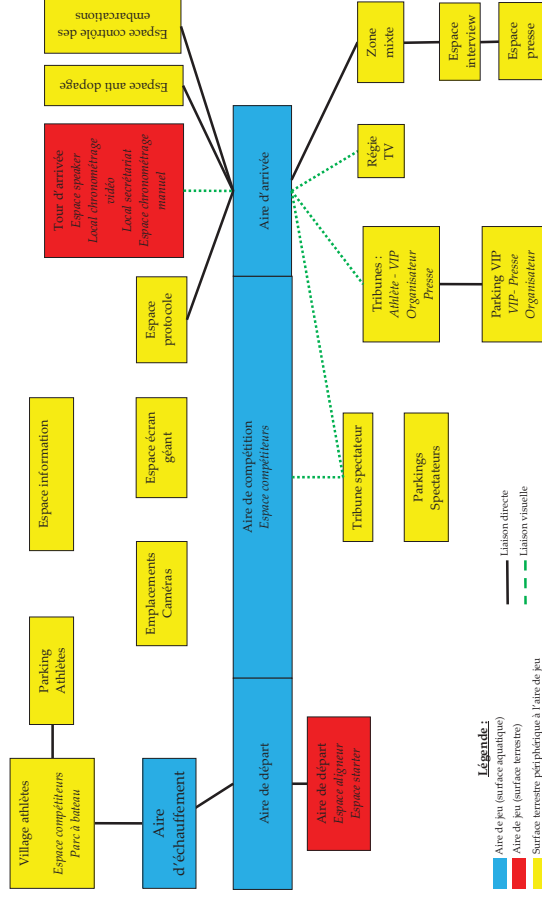 Village athlètes
Espace compétiteurs
Parc à bateau
Parking
Athlètes
Espace information
Tour d'arrivée
Espace speaker
Local chronométrage
vidéo
Local secrétariat
Espace chronométrage
manuel
Espace anti dopage
Espace contrôle des
embarcations
Aire
d'échauffement
Emplacements
Caméras
Espace écran
géant
Espace
protocole
Aire de départ
Aire de compétition
Espace compétiteurs
Aire d'arrivée
Aire de départ
Espace aligneur
Espace starter
Tribune spectateur
Parkings
Spectateurs
Tribunes :
Athlète - VIP
Organisateur
Presse
Parking VIP
VIP- Presse
Organisateur
Régie
TV
Zone
mixte
Espace
interview
Espace
presse
Légende :
Aire de jeu (surface aquatique)
Aire de jeu (surface terrestre)
Surface terrestre périphérique à l'aire de jeu
Liaison directe
Liaison visuelle